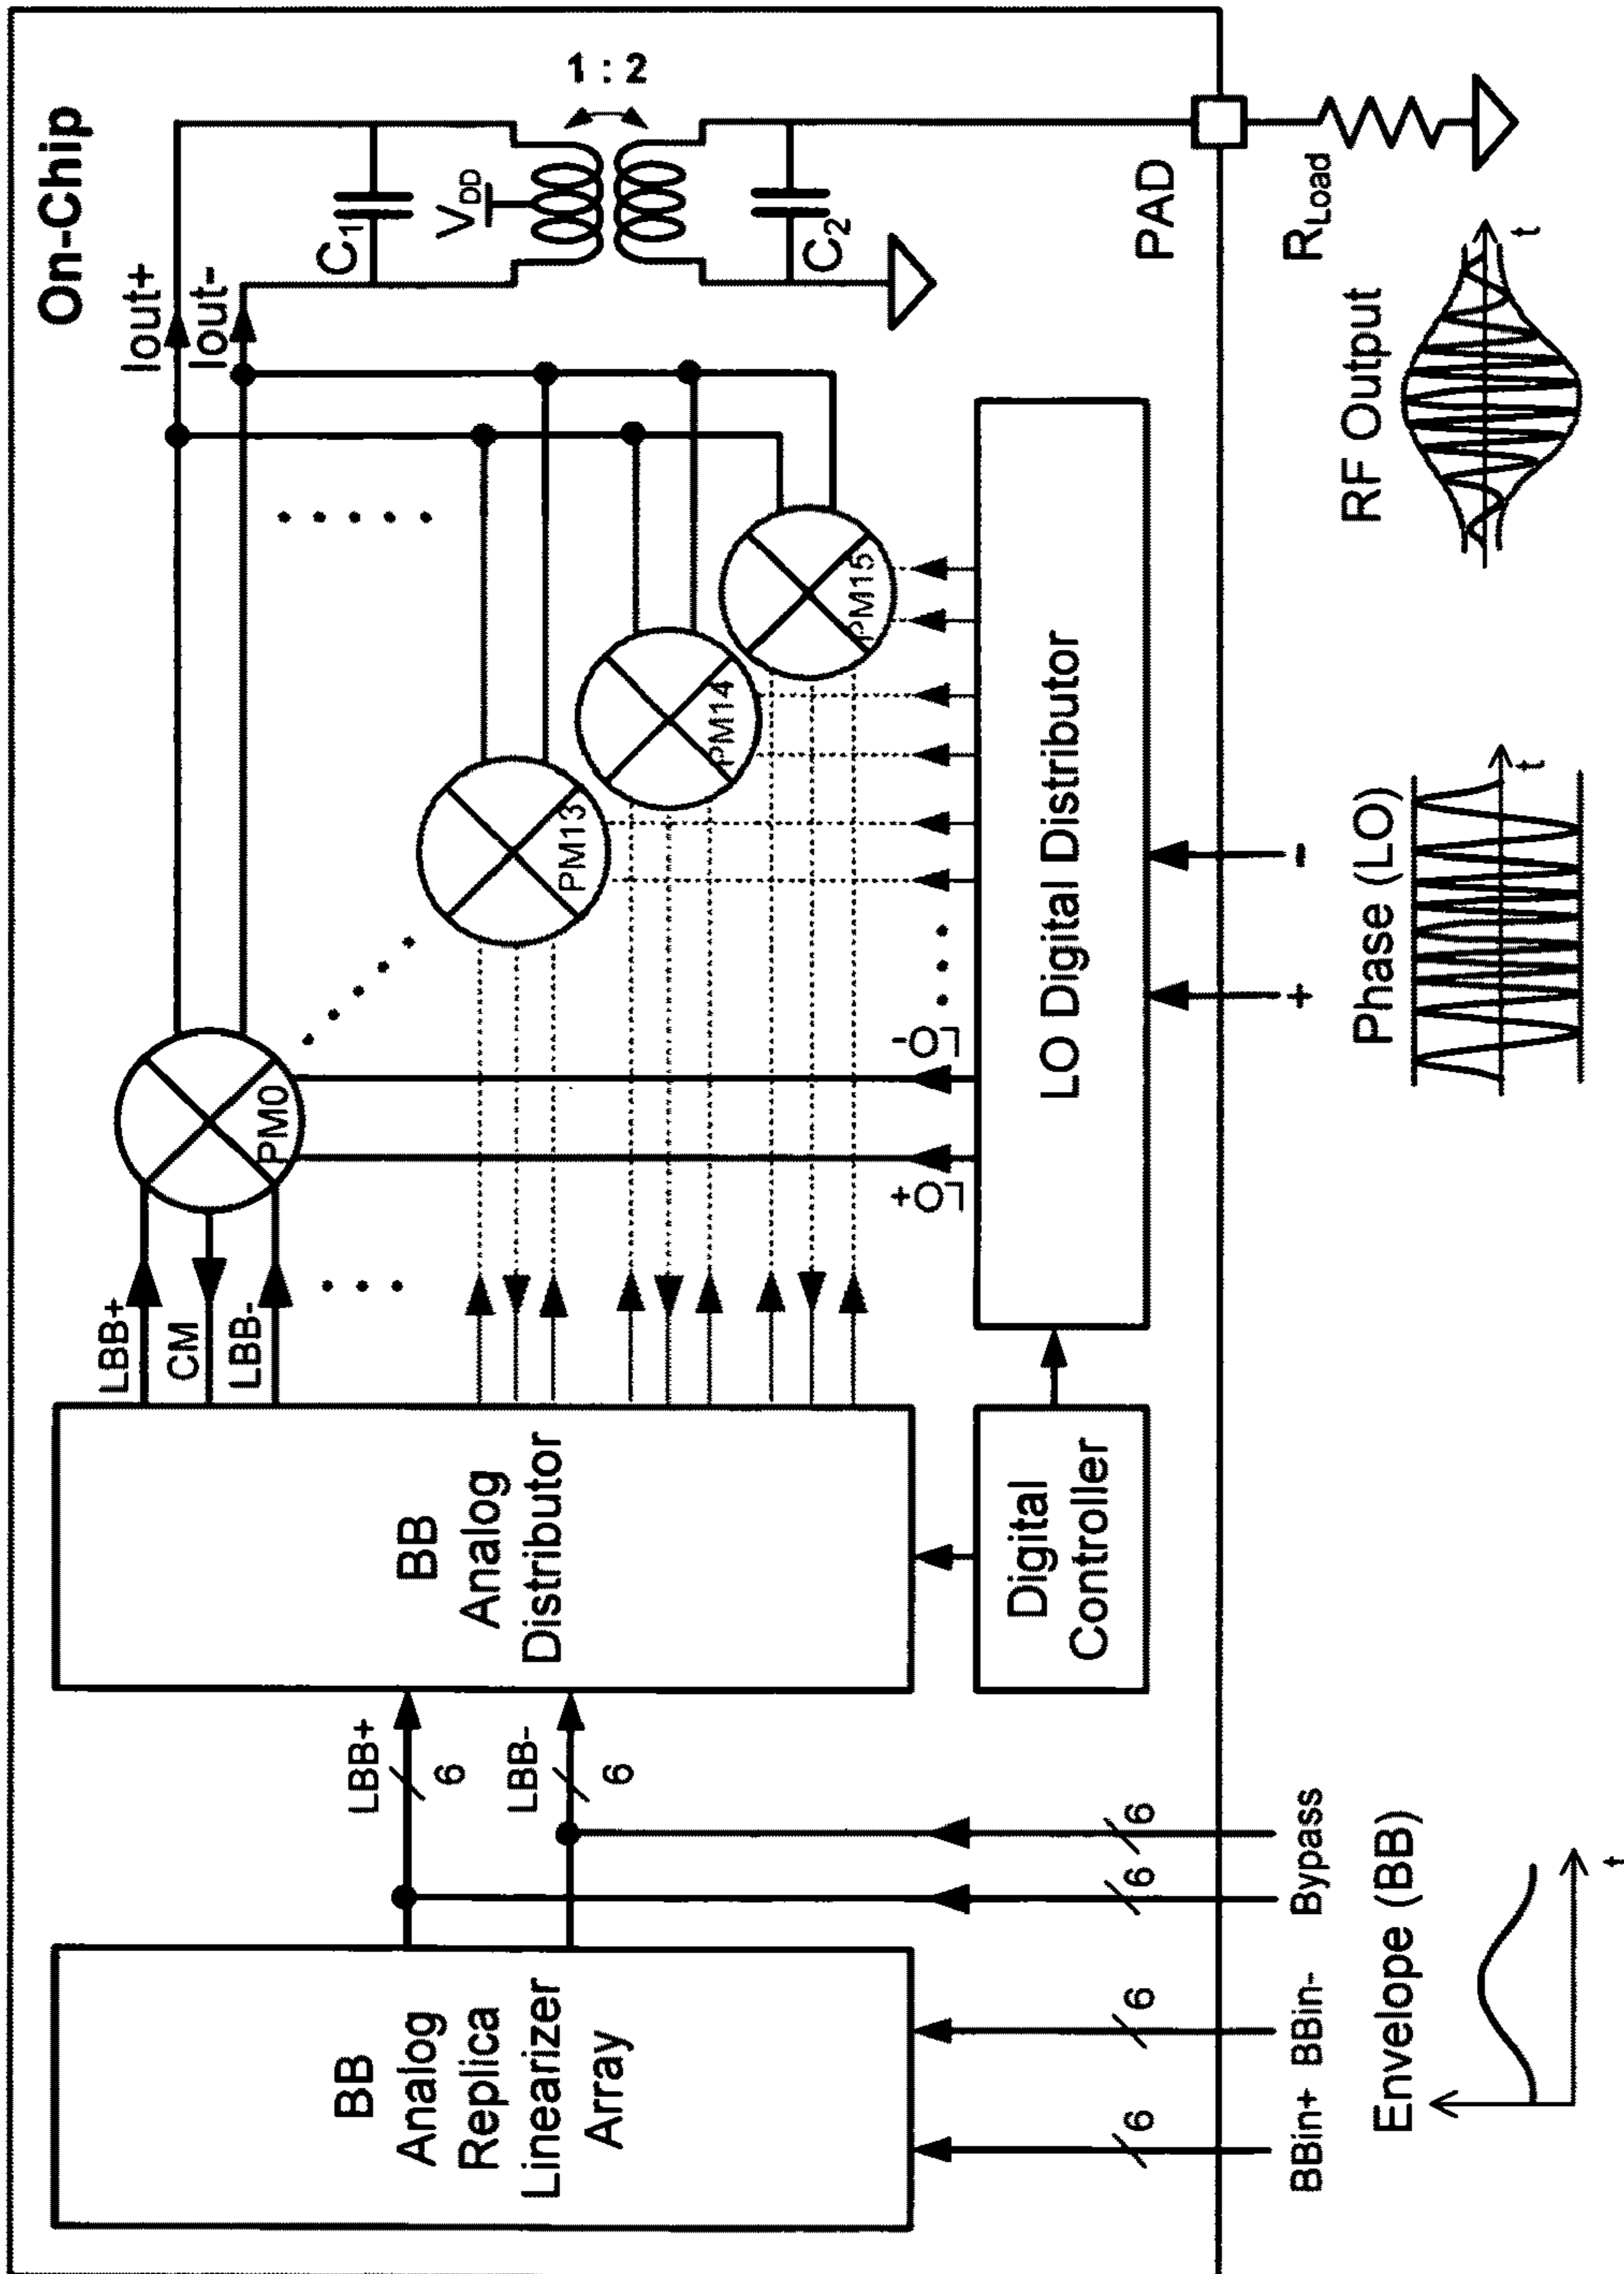 On-Chip
Iout+
Iout-
C1
VDD
1 : 2
C2
PAD
RLoad
LBB+
CM
LBB-
PM0
PM13
PM14
PM15
BB
Analog
Replica
Linearizer
Array
LBB+
6
LBB-
6
BB
Analog
Distributor
LO+
LO-
Digital
Controller
LO Digital Distributor
6
6
6
6
BBin+ BBin-
Bypass
+
-
Envelope (BB)
t
Phase (LO)
t
RF Output
t